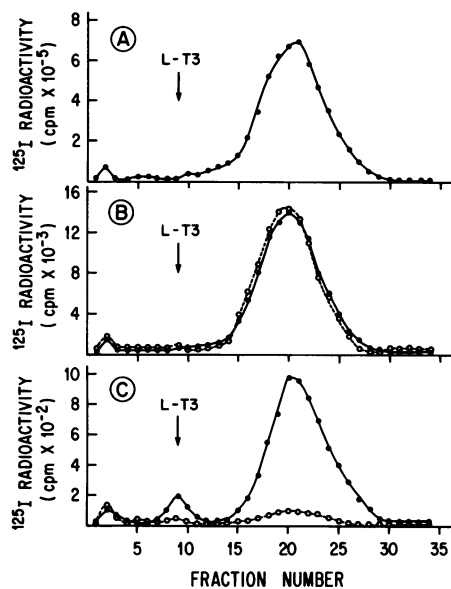 A
¹²⁵I RADIOACTIVITY
(cpm X 10⁻⁵)
8
6
4
2
L-T3
B
¹²⁵I RADIOACTIVITY
(cpm X 10⁻³)
16
12
8
4
L-T3
C
¹²⁵I RADIOACTIVITY
(cpm X 10⁻²)
10
8
6
4
2
L-T3
5 10 15 20 25 30 35
FRACTION NUMBER